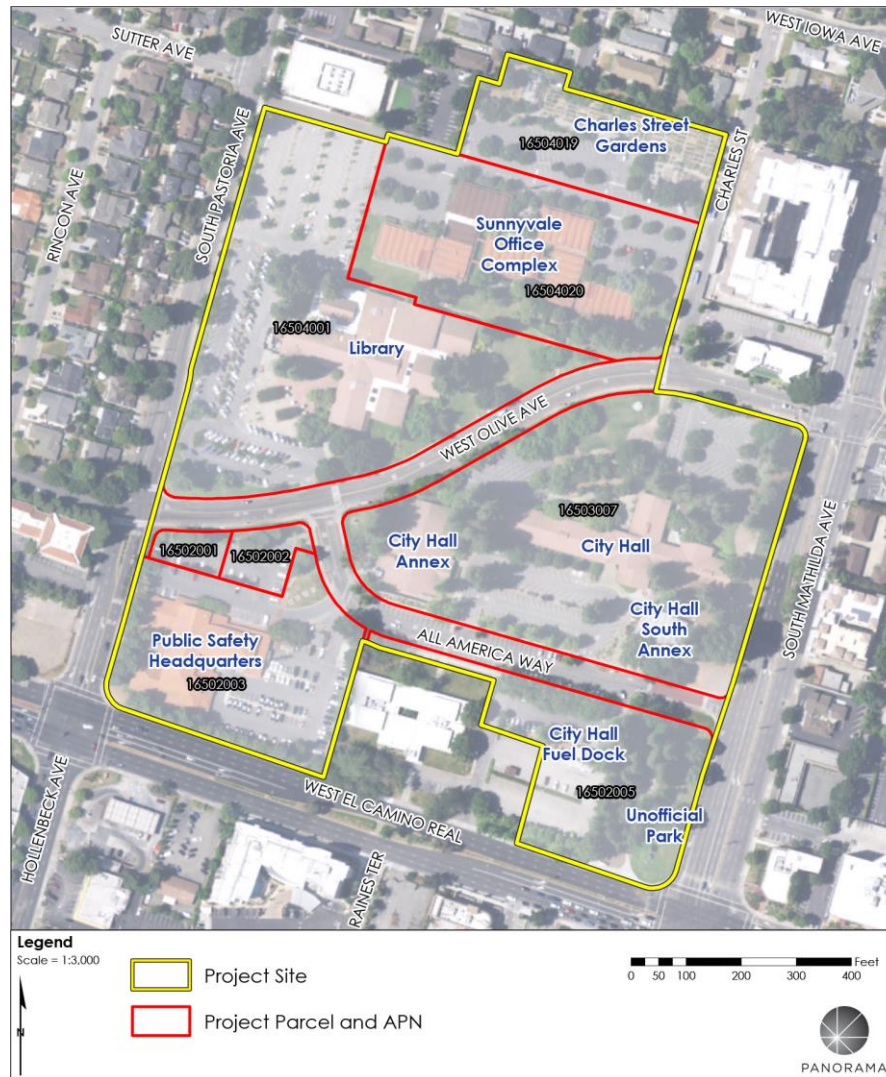 SUTTER AVE
WEST IOWA AVE
SOUTH PASTORIA AVE
RINCON AVE
CHARLES ST
Charles Street
Gardens
16504019
Sunnyvale
Office
Complex
16504020
16504001
Library
WEST OLIVE AVE
16503007
City Hall
City Hall
Annex
16502001
16502002
City Hall
South
Annex
SOUTH MATHILDA AVE
Public Safety
Headquarters
16502003
ALL AMERICA WAY
City Hall
Fuel Dock
16502005
Unofficial
Park
HOLLENBECK AVE
WEST EL CAMINO REAL
RAINES TER
Legend
Scale = 1:3,000
N
Project Site
Project Parcel and APN
Feet
0 50 100 200 300 400
PANORAMA